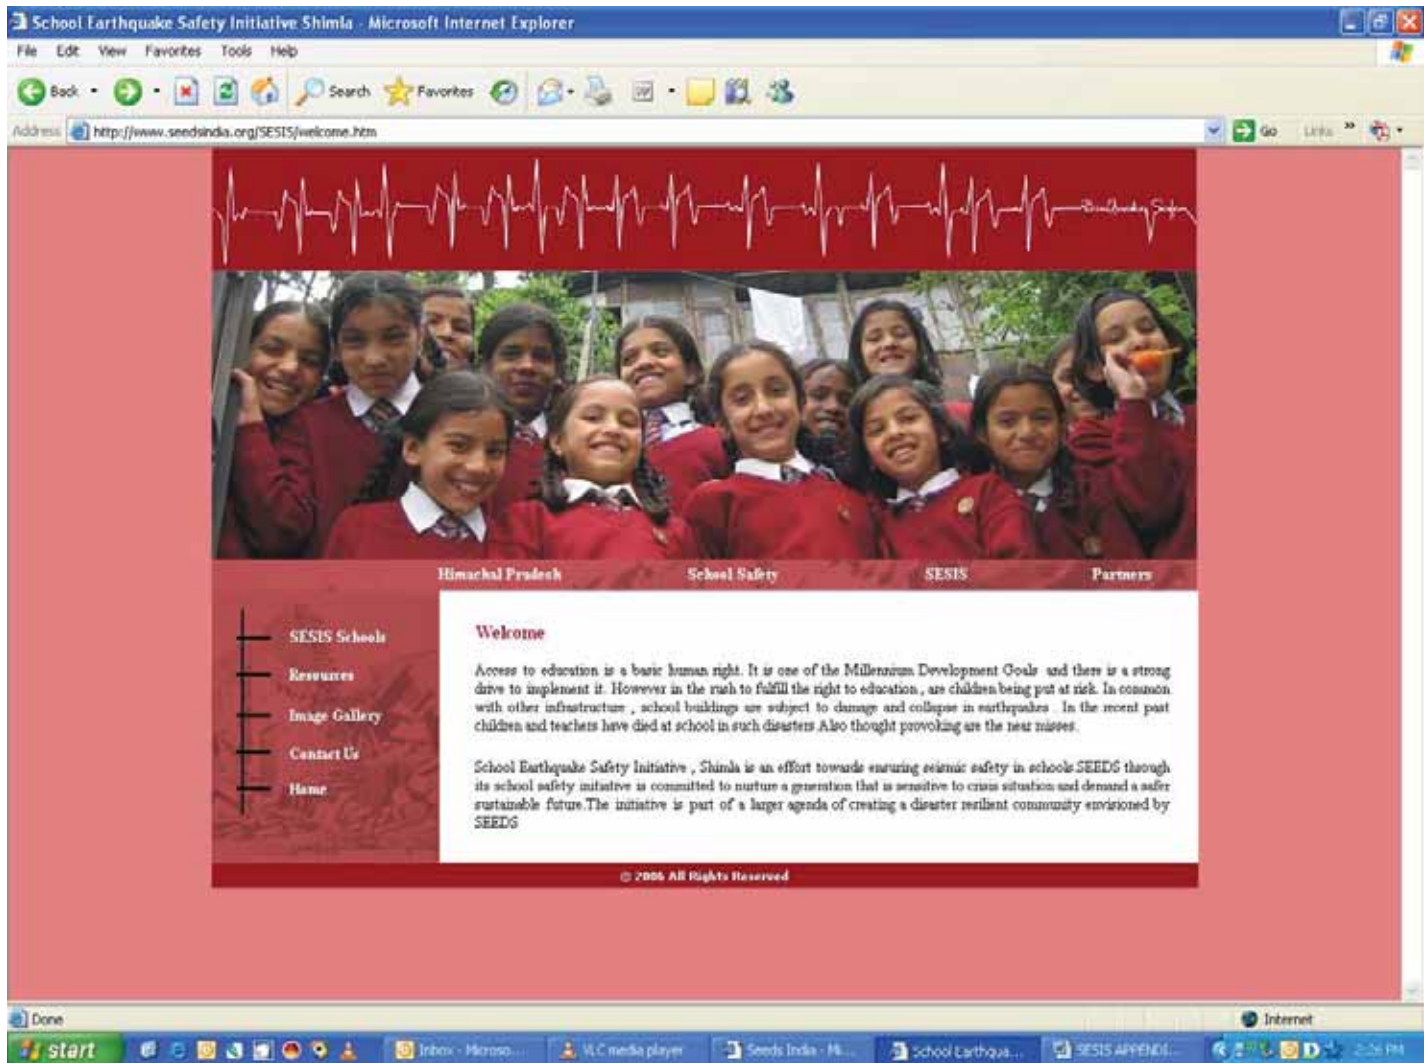 School Earthquake Safety Initiative Shimla - Microsoft Internet Explorer
File Edit View Favorites Tools Help
Back Search Favorites
Address http://www.seedsindia.org/SESIS/welcome.htm Go Links »
Himachal Pradesh School Safety SESIS Partners
SESIS Schools
Resources
Image Gallery
Contact Us
Home
Welcome
Access to education is a basic human right. It is one of the Millennium Development Goals and there is a strong
drive to implement it. However in the rush to fulfill the right to education , are children being put at risk. In common
with other infrastructure , school buildings are subject to damage and collapse in earthquakes . In the recent past
children and teachers have died at school in such disasters.Also thought provoking are the near misses.
School Earthquake Safety Initiative , Shimla is an effort towards ensuring seismic safety in schools.SEEDS through
its school safety initiative is committed to nurture a generation that is sensitive to crisis situation and demand a safer
sustainable future.The initiative is part of a larger agenda of creating a disaster resilient community envisioned by
SEEDS
© 2006 All Rights Reserved
Done Internet
start Inbox - Microso... VLC media player Seeds India - Mi... School Earthqua... SESIS APPENDI...